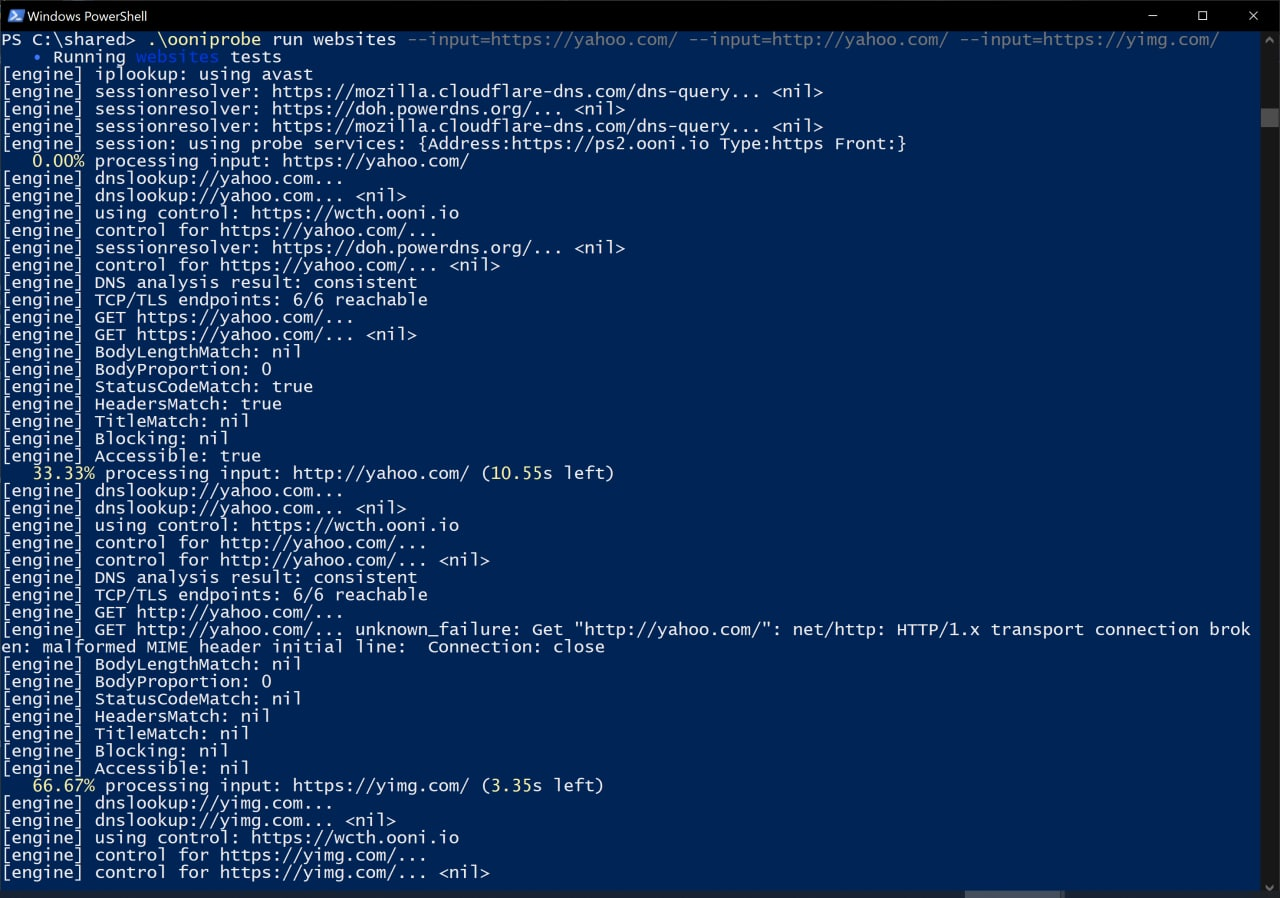 Windows PowerShell
PS C:\shared> .\ooniprobe run websites --input=https://yahoo.com/ --input=http://yahoo.com/ --input=https://yimg.com/
• Running websites tests
[engine] iplookup: using avast
[engine] sessionresolver: https://mozilla.cloudflare-dns.com/dns-query... <nil>
[engine] sessionresolver: https://doh.powerdns.org/... <nil>
[engine] sessionresolver: https://mozilla.cloudflare-dns.com/dns-query... <nil>
[engine] session: using probe services: {Address:https://ps2.ooni.io Type:https Front:}
0.00% processing input: https://yahoo.com/
[engine] dnslookup://yahoo.com...
[engine] dnslookup://yahoo.com... <nil>
[engine] using control: https://wcth.ooni.io
[engine] control for https://yahoo.com/...
[engine] sessionresolver: https://doh.powerdns.org/... <nil>
[engine] control for https://yahoo.com/... <nil>
[engine] DNS analysis result: consistent
[engine] TCP/TLS endpoints: 6/6 reachable
[engine] GET https://yahoo.com/...
[engine] GET https://yahoo.com/... <nil>
[engine] BodyLengthMatch: nil
[engine] BodyProportion: 0
[engine] StatusCodeMatch: true
[engine] HeadersMatch: true
[engine] TitleMatch: nil
[engine] Blocking: nil
[engine] Accessible: true
33.33% processing input: http://yahoo.com/ (10.55s left)
[engine] dnslookup://yahoo.com...
[engine] dnslookup://yahoo.com... <nil>
[engine] using control: https://wcth.ooni.io
[engine] control for http://yahoo.com/...
[engine] control for http://yahoo.com/... <nil>
[engine] DNS analysis result: consistent
[engine] TCP/TLS endpoints: 6/6 reachable
[engine] GET http://yahoo.com/...
[engine] GET http://yahoo.com/... unknown_failure: Get "http://yahoo.com/": net/http: HTTP/1.x transport connection brok
en: malformed MIME header initial line:  Connection: close
[engine] BodyLengthMatch: nil
[engine] BodyProportion: 0
[engine] StatusCodeMatch: nil
[engine] HeadersMatch: nil
[engine] TitleMatch: nil
[engine] Blocking: nil
[engine] Accessible: nil
66.67% processing input: https://yimg.com/ (3.35s left)
[engine] dnslookup://yimg.com...
[engine] dnslookup://yimg.com... <nil>
[engine] using control: https://wcth.ooni.io
[engine] control for https://yimg.com/...
[engine] control for https://yimg.com/... <nil>